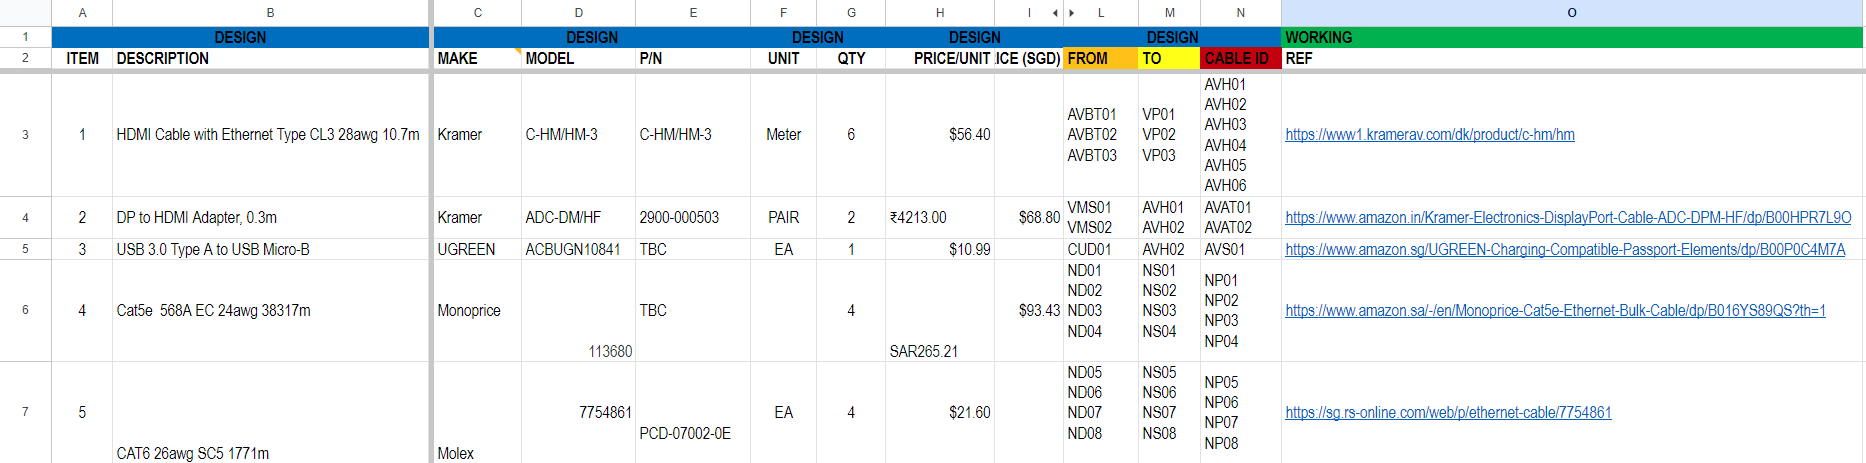 A B C D E F G H I L M N O
1 DESIGN DESIGN DESIGN DESIGN DESIGN WORKING
2 ITEM DESCRIPTION MAKE MODEL P/N UNIT QTY PRICE/UNIT ICE (SGD) FROM TO CABLE ID REF
3 1 HDMI Cable with Ethernet Type CL3 28awg 10.7m Kramer C-HM/HM-3 C-HM/HM-3 Meter 6 $56.40
AVBT01
AVBT02
AVBT03
VP01
VP02
VP03
AVH01
AVH02
AVH03
AVH04
AVH05
AVH06
https://www1.kramerav.com/dk/product/c-hm/hm
4 2 DP to HDMI Adapter, 0.3m Kramer ADC-DM/HF 2900-000503 PAIR 2 ₹4213.00 $68.80
VMS01
VMS02
AVH01
AVH02
AVAT01
AVAT02
https://www.amazon.in/Kramer-Electronics-DisplayPort-Cable-ADC-DPM-HF/dp/B00HPR7L9O
5 3 USB 3.0 Type A to USB Micro-B UGREEN ACBUGN10841 TBC EA 1 $10.99 CUD01 AVH02 AVS01 https://www.amazon.sg/UGREEN-Charging-Compatible-Passport-Elements/dp/B00P0C4M7A
6 4 Cat5e  568A EC 24awg 38317m Monoprice 113680 TBC 4 SAR265.21 $93.43
ND01
ND02
ND03
ND04
NS01
NS02
NS03
NS04
NP01
NP02
NP03
NP04
https://www.amazon.sa/-/en/Monoprice-Cat5e-Ethernet-Bulk-Cable/dp/B016YS89QS?th=1
7 5 CAT6 26awg SC5 1771m Molex 7754861 PCD-07002-0E EA 4 $21.60
ND05
ND06
ND07
ND08
NS05
NS06
NS07
NS08
NP05
NP06
NP07
NP08
https://sg.rs-online.com/web/p/ethernet-cable/7754861